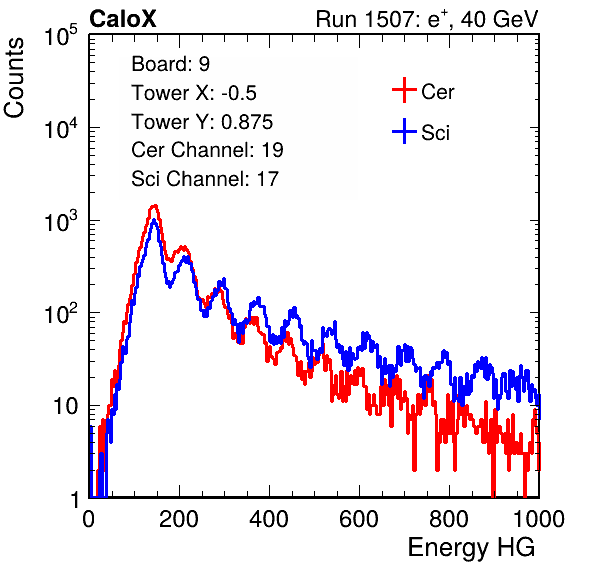 CaloX Run 1507: e+, 40 GeV
Counts
Board: 9
Tower X: -0.5
Tower Y: 0.875
Cer Channel: 19
Sci Channel: 17
Cer
Sci
10^5
10^4
10^3
10^2
10
1
0 200 400 600 800 1000
Energy HG